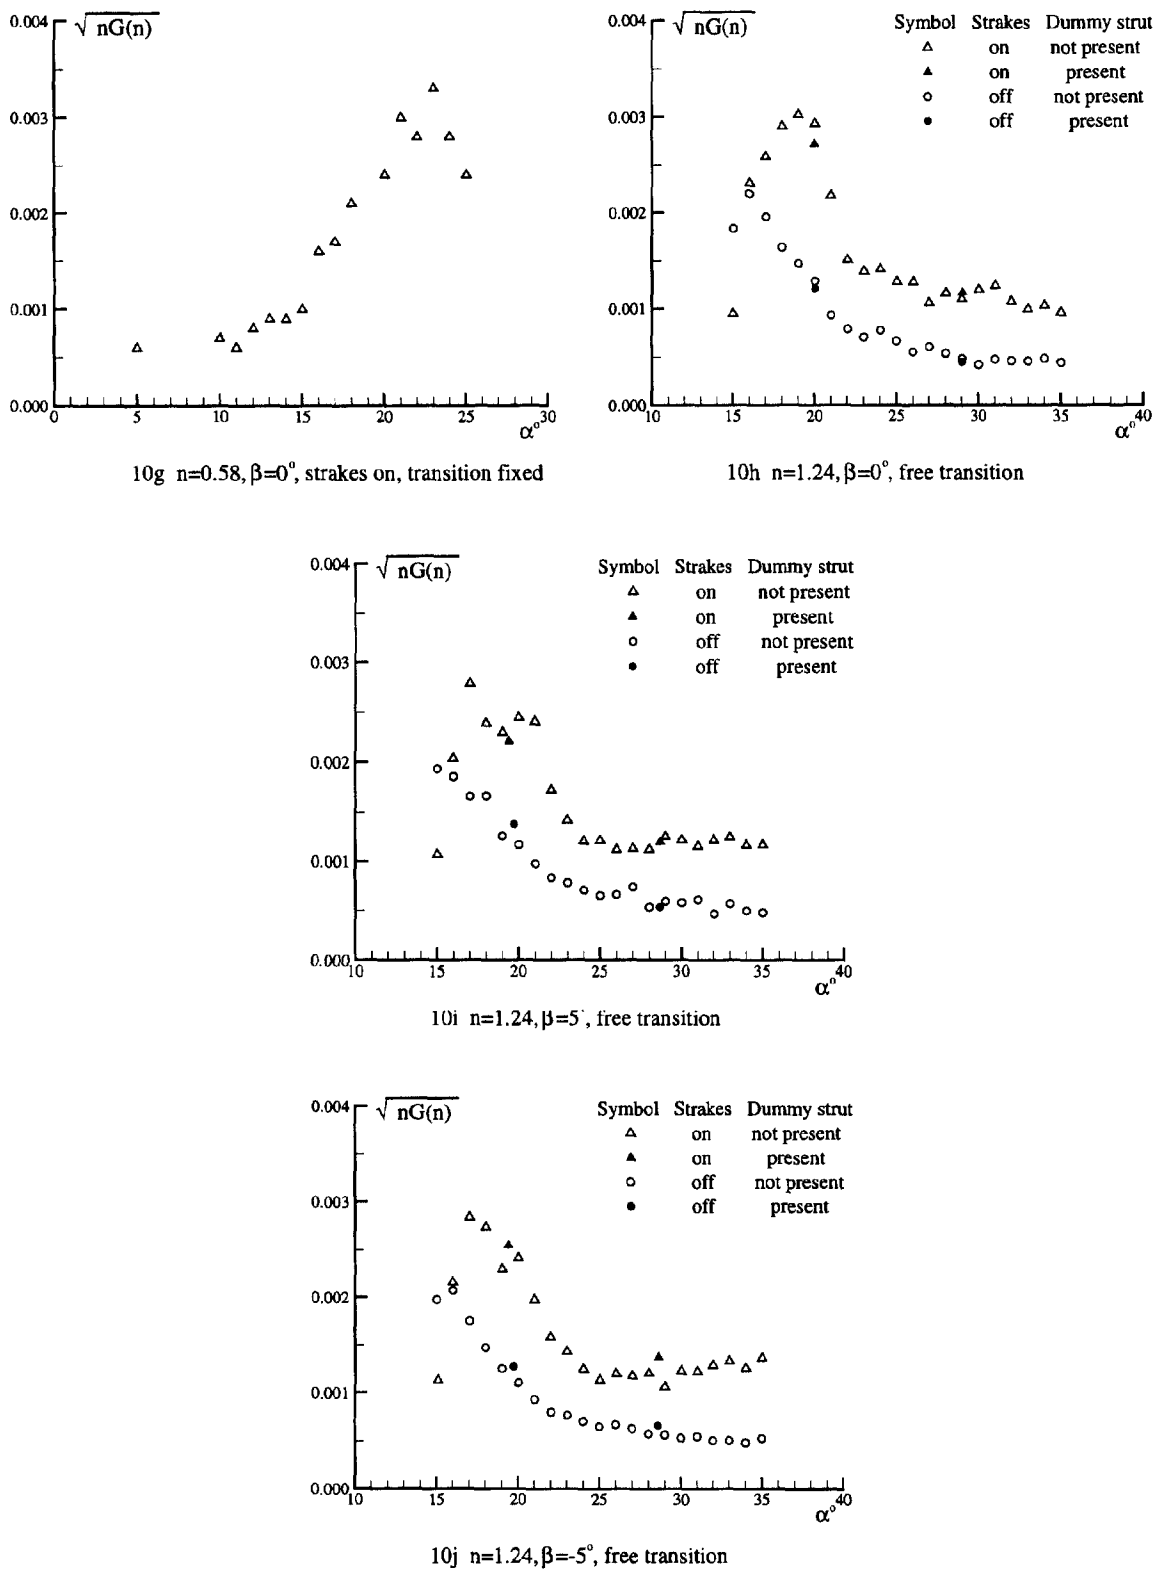 √nG(n)
0.004
0.003
0.002
0.001
0.000
0 5 10 15 20 25 30
α°
10g n=0.58, β=0°, strakes on, transition fixed
√nG(n)
Symbol Strakes Dummy strut
△ on not present
▲ on present
○ off not present
● off present
0.004
0.003
0.002
0.001
0.000
10 15 20 25 30 35 40
α°
10h n=1.24, β=0°, free transition
√nG(n)
Symbol Strakes Dummy strut
△ on not present
▲ on present
○ off not present
● off present
0.004
0.003
0.002
0.001
0.000
10 15 20 25 30 35 40
α°
10i n=1.24, β=5', free transition
√nG(n)
Symbol Strakes Dummy strut
△ on not present
▲ on present
○ off not present
● off present
0.004
0.003
0.002
0.001
0.000
10 15 20 25 30 35 40
α°
10j n=1.24, β=-5°, free transition